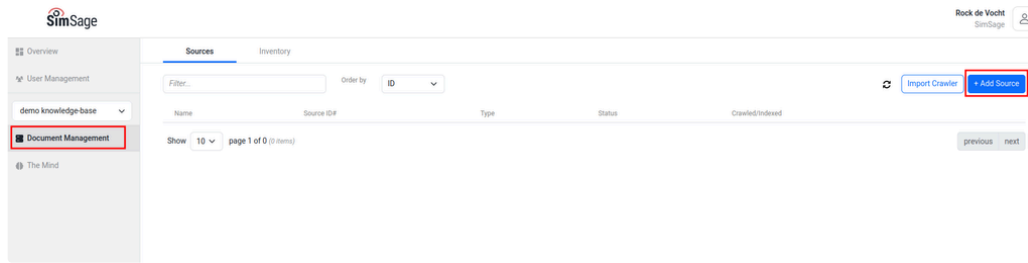 SimSage
Rock de Vocht
SimSage
Overview
User Management
demo knowledge-base
Document Management
The Mind
Sources Inventory
Filter... Order by ID Import Crawler + Add Source
Name Source ID# Type Status Crawled/Indexed
Show 10 page 1 of 0 (0 items) previous next